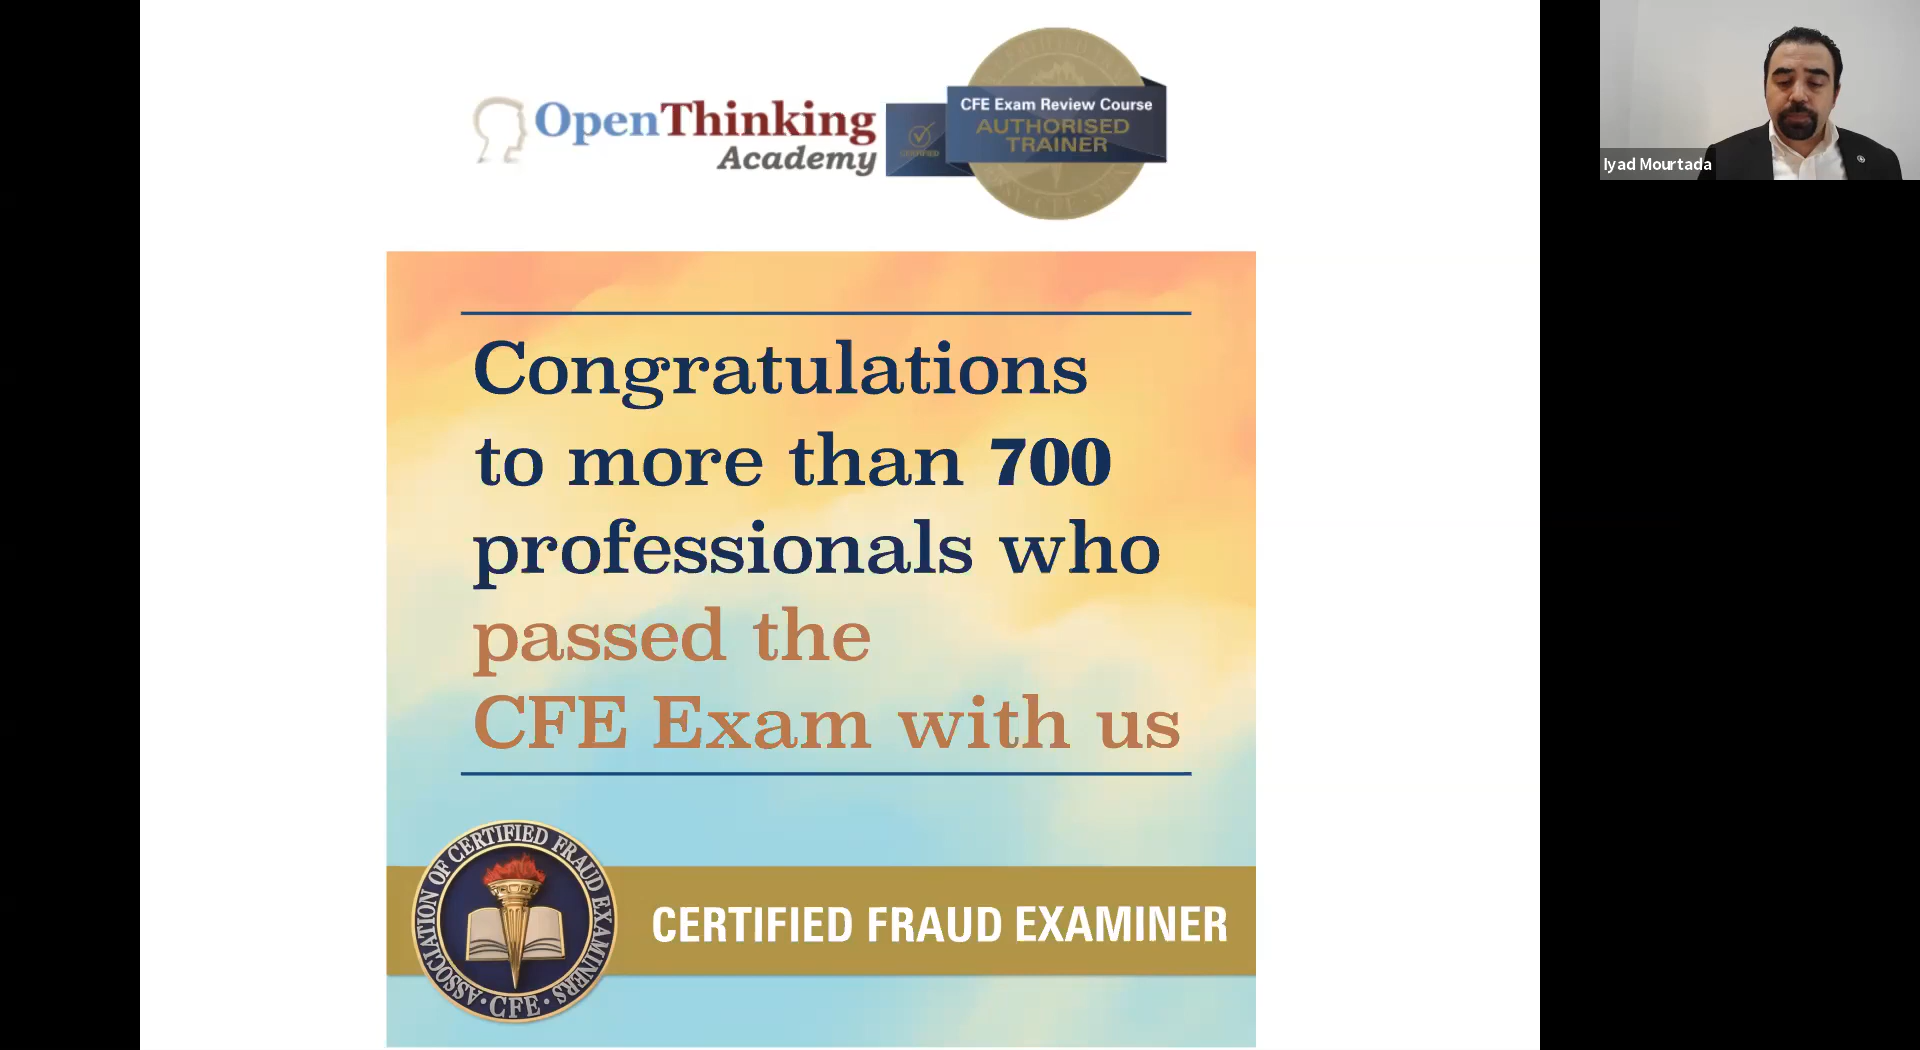 OpenThinking
Academy
CERTIFIED
CFE Exam Review Course
AUTHORISED
TRAINER
Iyad Mourtada
Congratulations
to more than 700
professionals who
passed the
CFE Exam with us
ASSOCIATION OF CERTIFIED FRAUD EXAMINERS
· CFE ·
CERTIFIED FRAUD EXAMINER